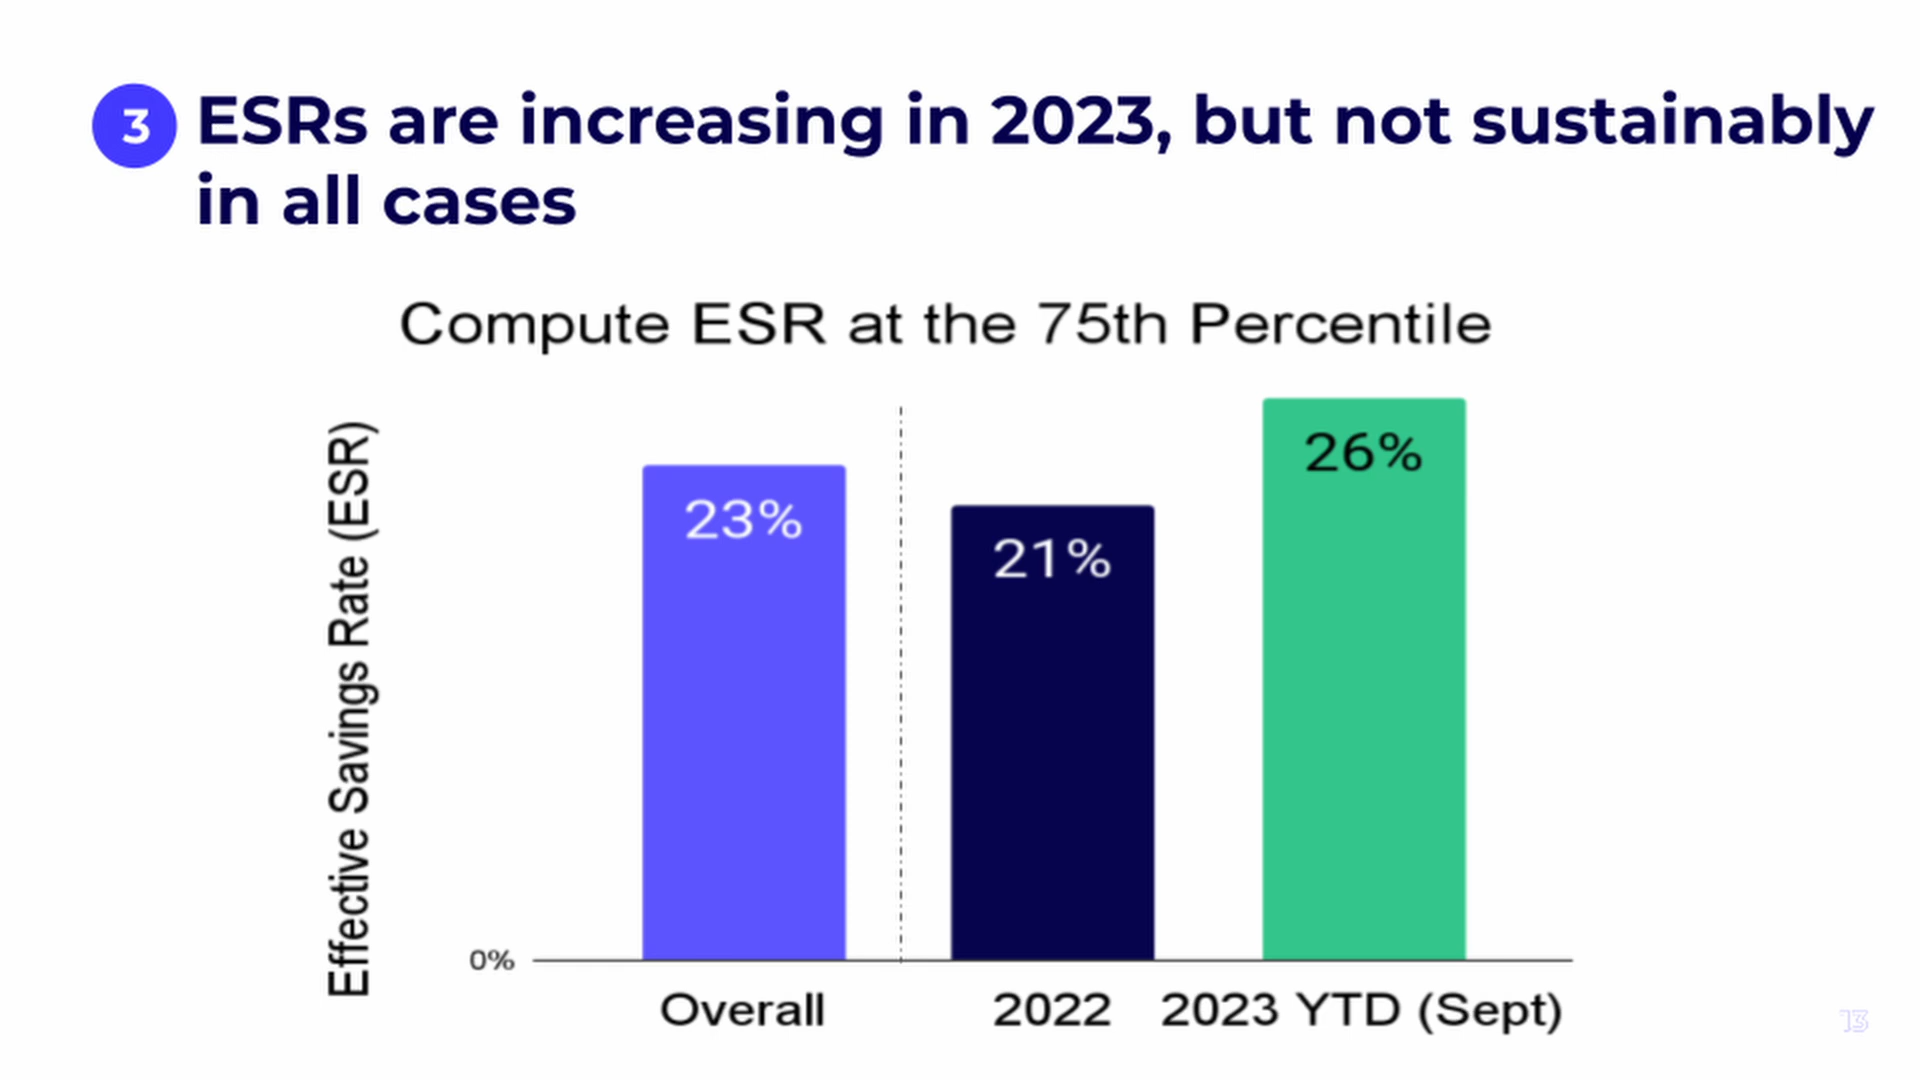 3
ESRs are increasing in 2023, but not sustainably
in all cases
Compute ESR at the 75th Percentile
Effective Savings Rate (ESR)
23%
21%
26%
0%
Overall
2022
2023 YTD (Sept)
13